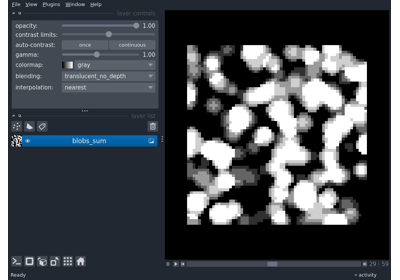 File View Plugins Window Help
layer controls
opacity: 1.00
contrast limits:
auto-contrast: once continuous
gamma: 1.00
colormap: gray
blending: translucent_no_depth
interpolation: nearest
layer list
blobs_sum
29 59
Ready activity